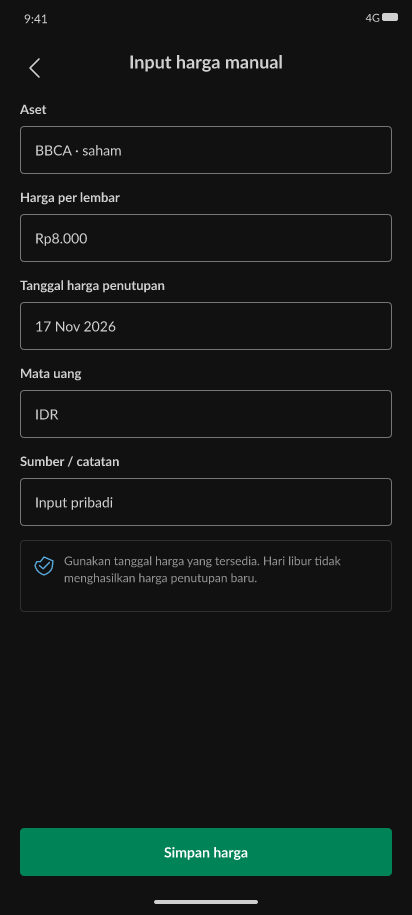 9:41
4G
Input harga manual
Aset
BBCA · saham
Harga per lembar
Rp8.000
Tanggal harga penutupan
17 Nov 2026
Mata uang
IDR
Sumber / catatan
Input pribadi
Gunakan tanggal harga yang tersedia. Hari libur tidak
menghasilkan harga penutupan baru.
Simpan harga